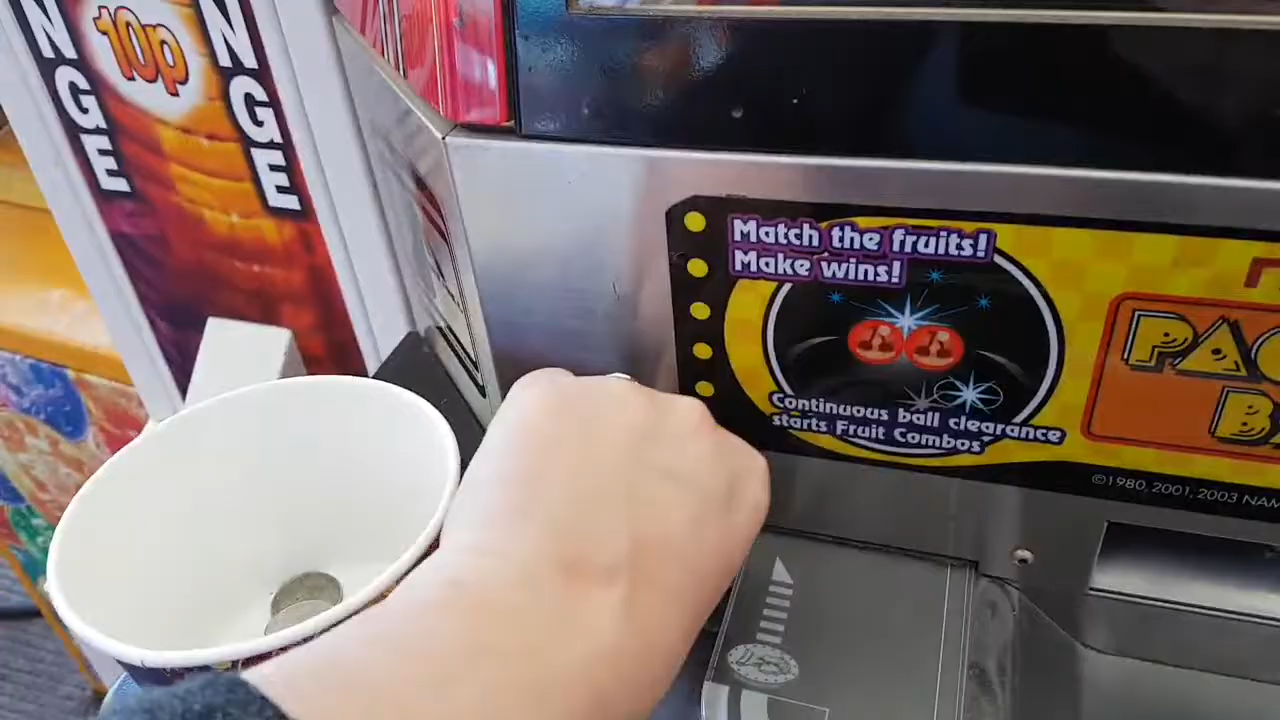 NGE
10p
NGE
Match the fruits!
Make wins!
Continuous ball clearance
starts Fruit Combos
©1980, 2001, 2003 NAM